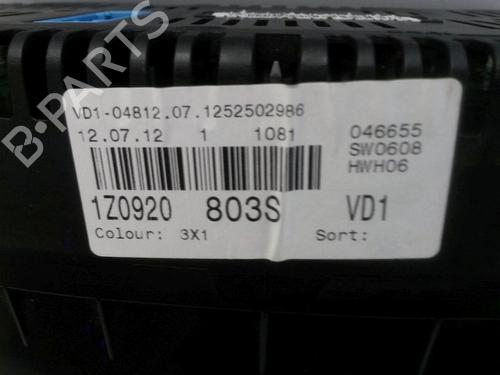 VD1-04812.07.1252502986
12.07.12 1 1081 046655
SW0608
HWH06
1Z0920 803S VD1
Colour: 3X1 Sort:
B-PARTS